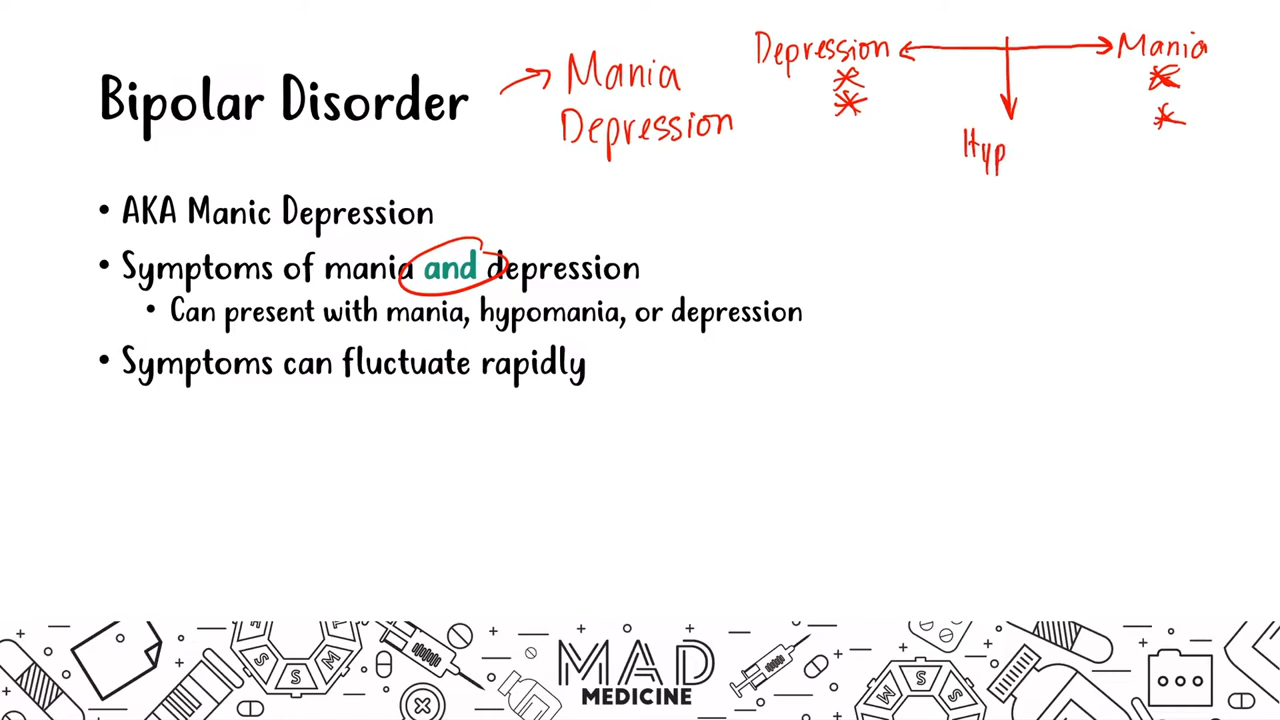 Bipolar Disorder
Mania
Depression
Depression
Mania
Hyp
• AKA Manic Depression
• Symptoms of mania and depression
• Can present with mania, hypomania, or depression
• Symptoms can fluctuate rapidly
S
S
M
MAD
MEDICINE
M
S
S